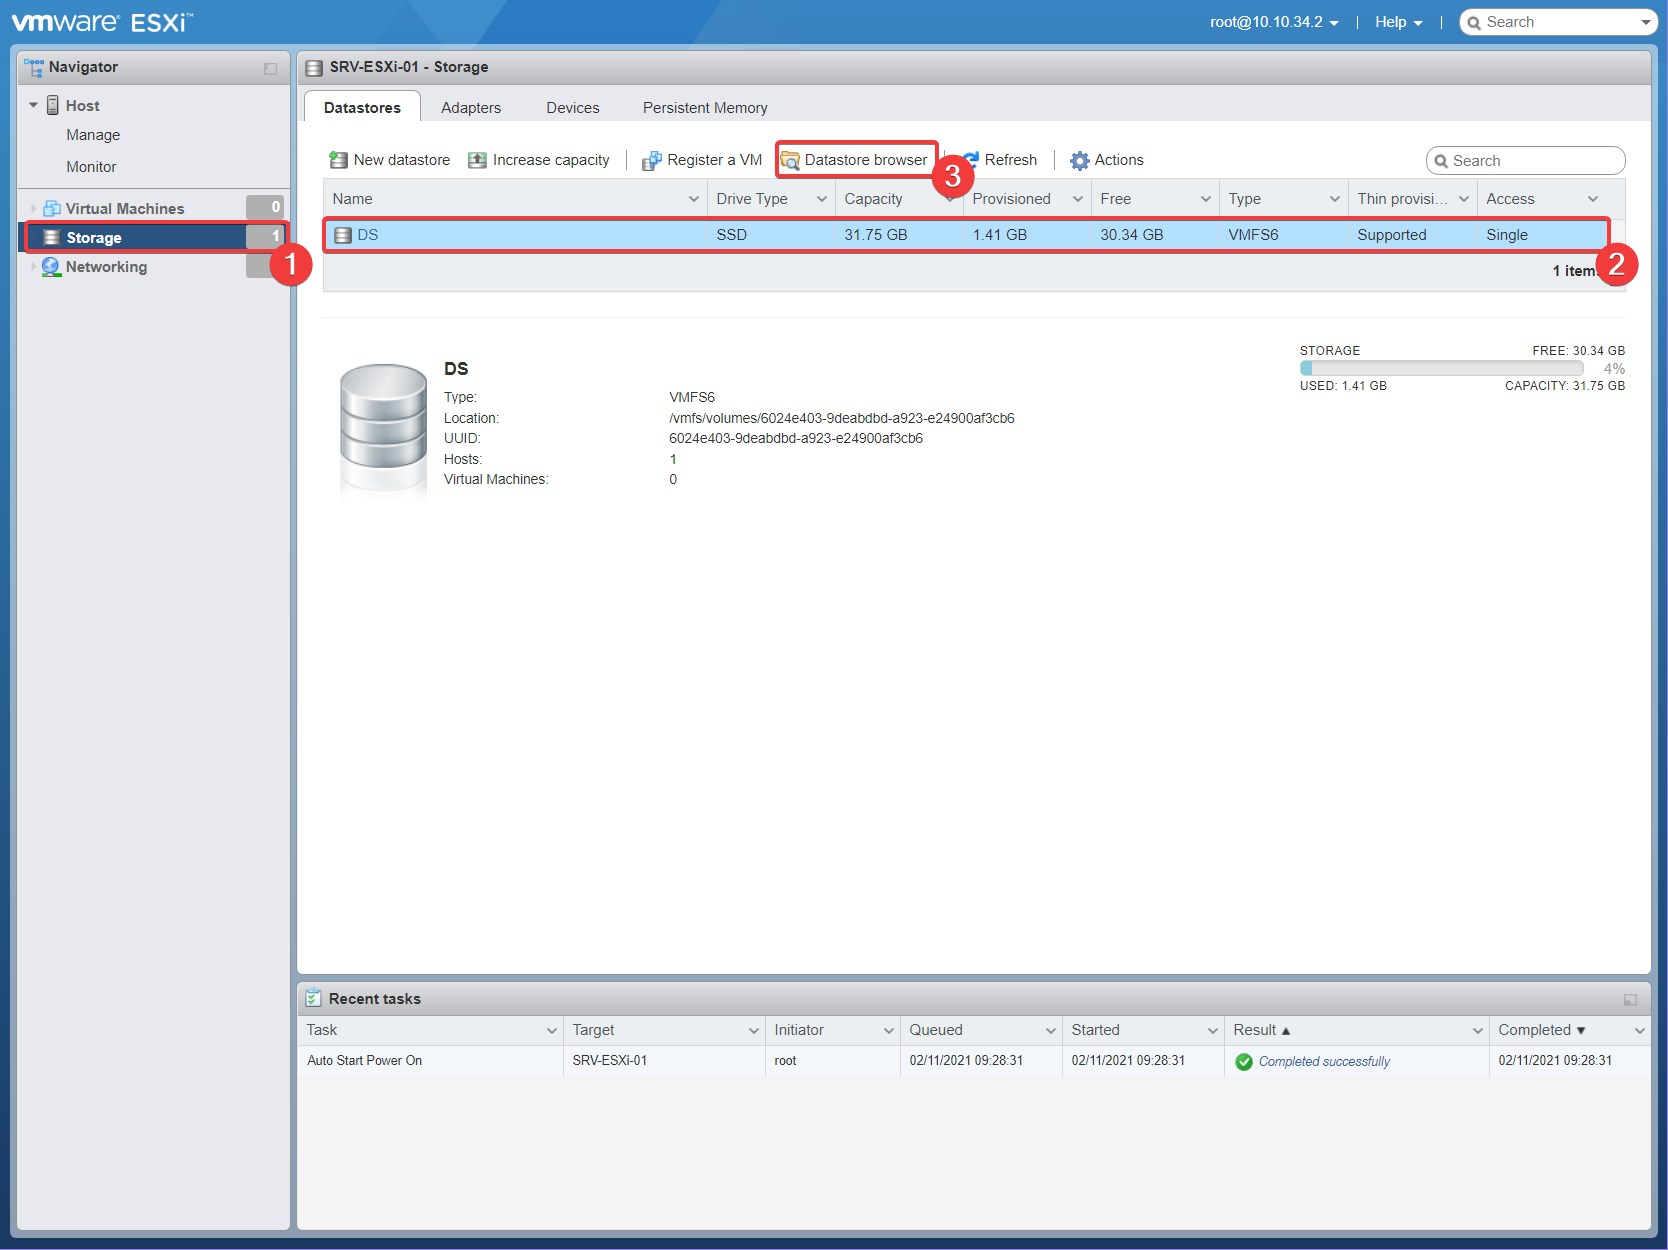 vmware® ESXi™
root@10.10.34.2 | Help | Search
Navigator
Host
Manage
Monitor
Virtual Machines 0
Storage 1
Networking
1
SRV-ESXi-01 - Storage
Datastores Adapters Devices Persistent Memory
New datastore Increase capacity | Register a VM Datastore browser Refresh | Actions Search
3
Name Drive Type Capacity Provisioned Free Type Thin provisi... Access
DS SSD 31.75 GB 1.41 GB 30.34 GB VMFS6 Supported Single
2
1 item
DS
Type: VMFS6
Location: /vmfs/volumes/6024e403-9deabdbd-a923-e24900af3cb6
UUID: 6024e403-9deabdbd-a923-e24900af3cb6
Hosts: 1
Virtual Machines: 0
STORAGE FREE: 30.34 GB
4%
USED: 1.41 GB CAPACITY: 31.75 GB
Recent tasks
Task Target Initiator Queued Started Result ▲ Completed ▼
Auto Start Power On SRV-ESXi-01 root 02/11/2021 09:28:31 02/11/2021 09:28:31 Completed successfully 02/11/2021 09:28:31